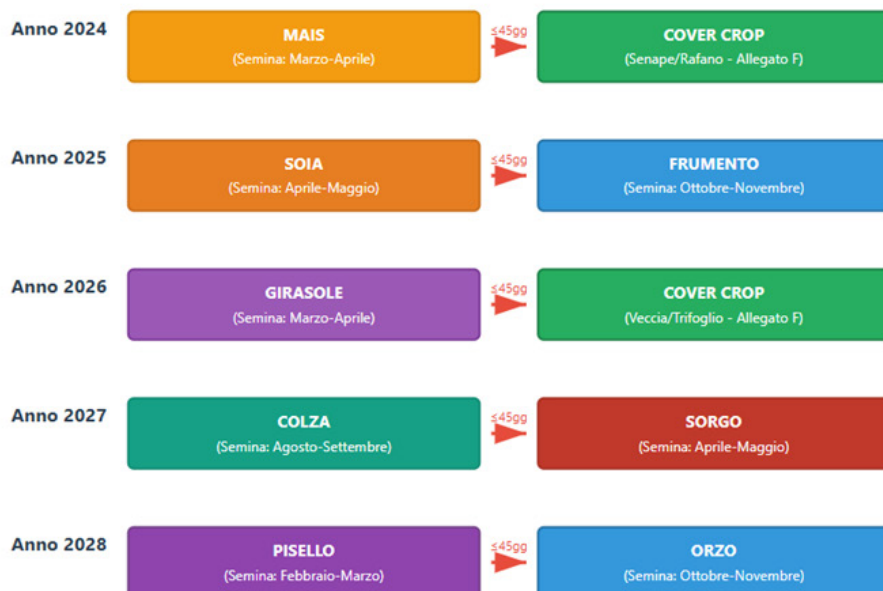 Anno 2024
MAIS
(Semina: Marzo-Aprile)
≤45gg
COVER CROP
(Senape/Rafano - Allegato F)
Anno 2025
SOIA
(Semina: Aprile-Maggio)
≤45gg
FRUMENTO
(Semina: Ottobre-Novembre)
Anno 2026
GIRASOLE
(Semina: Marzo-Aprile)
≤45gg
COVER CROP
(Veccia/Trifoglio - Allegato F)
Anno 2027
COLZA
(Semina: Agosto-Settembre)
≤45gg
SORGO
(Semina: Aprile-Maggio)
Anno 2028
PISELLO
(Semina: Febbraio-Marzo)
≤45gg
ORZO
(Semina: Ottobre-Novembre)